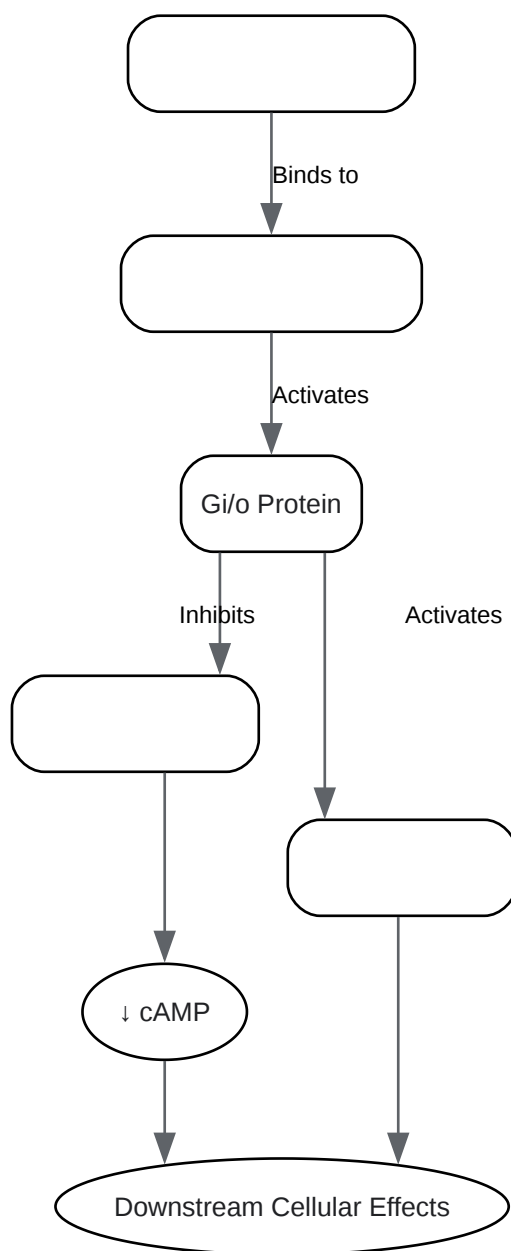 Binds to
Activates
Gi/o Protein
Inhibits
Activates
↓ cAMP
Downstream Cellular Effects